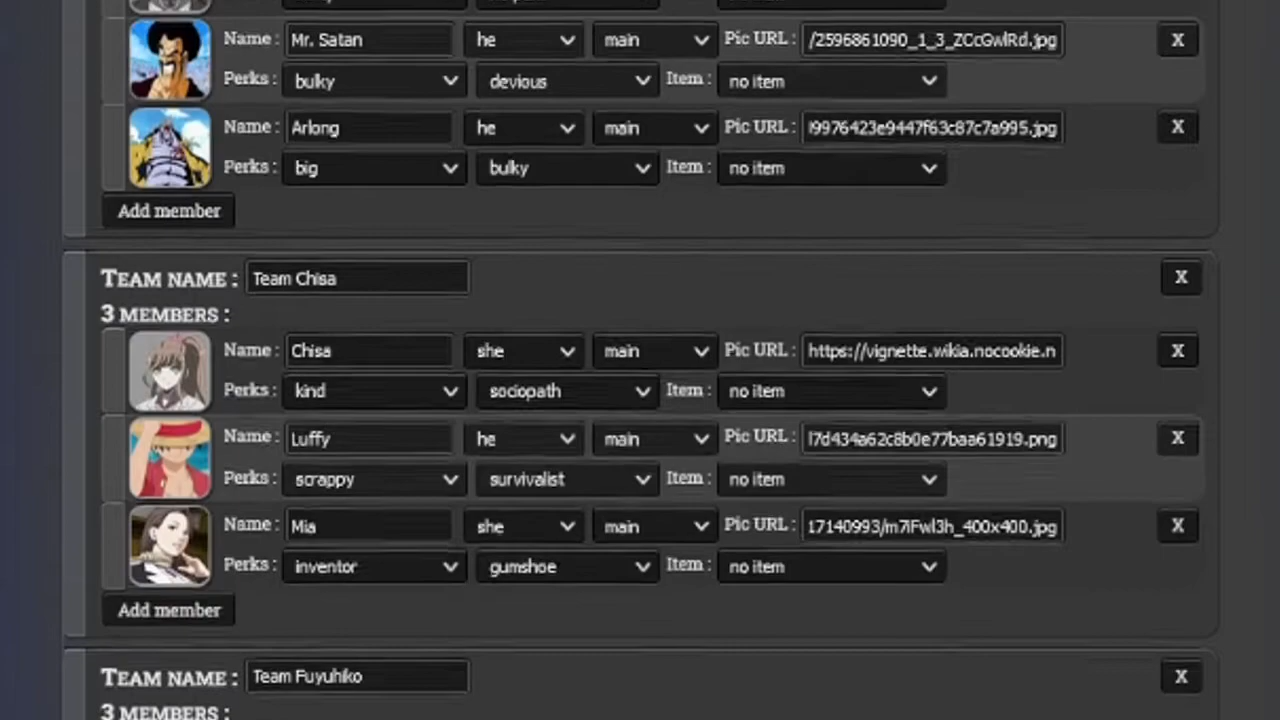 Name : Mr. Satan he main Pic URL : /2596861090_1_3_ZCcGwlRd.jpg X
Perks : bulky devious Item : no item
Name : Arlong he main Pic URL : X
Perks : big bulky Item : no item
Add member
Team name : Team Chisa X
3 members :
Name : Chisa she main Pic URL : https://vignette.wikia.nocookie.n X
Perks : kind sociopath Item : no item
Name : Luffy he main Pic URL : l7d434a62c8b0e77baa61919.png X
Perks : scrappy survivalist Item : no item
Name : Mia she main Pic URL : 17140993/m7iFwl3h_400x400.jpg X
Perks : inventor gumshoe Item : no item
Add member
Team name : Team Fuyuhiko X
3 members :